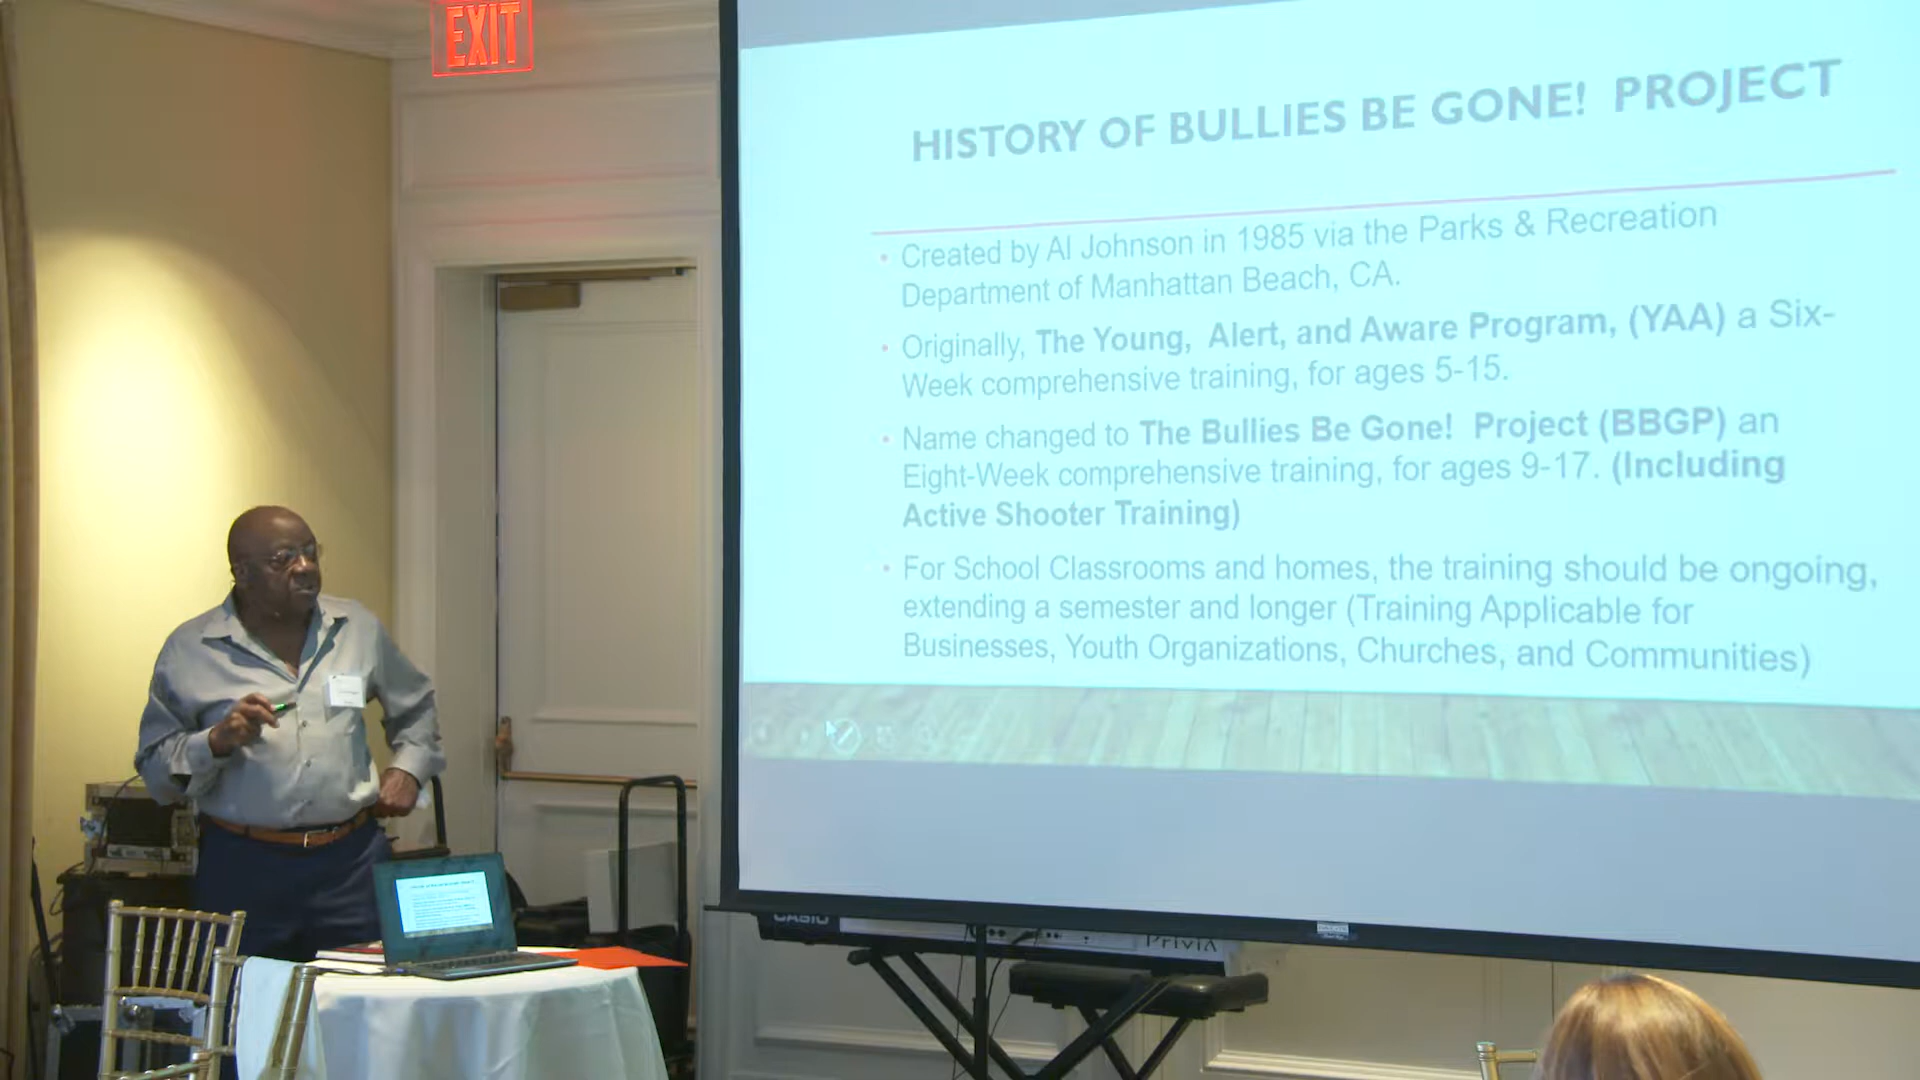 EXIT
HISTORY OF BULLIES BE GONE! PROJECT
• Created by Al Johnson in 1985 via the Parks & Recreation
Department of Manhattan Beach, CA.
• Originally, The Young, Alert, and Aware Program, (YAA) a Six-
Week comprehensive training, for ages 5-15.
• Name changed to The Bullies Be Gone! Project (BBGP) an
Eight-Week comprehensive training, for ages 9-17. (Including
Active Shooter Training)
• For School Classrooms and homes, the training should be ongoing,
extending a semester and longer (Training Applicable for
Businesses, Youth Organizations, Churches, and Communities)
CASIO
Privia